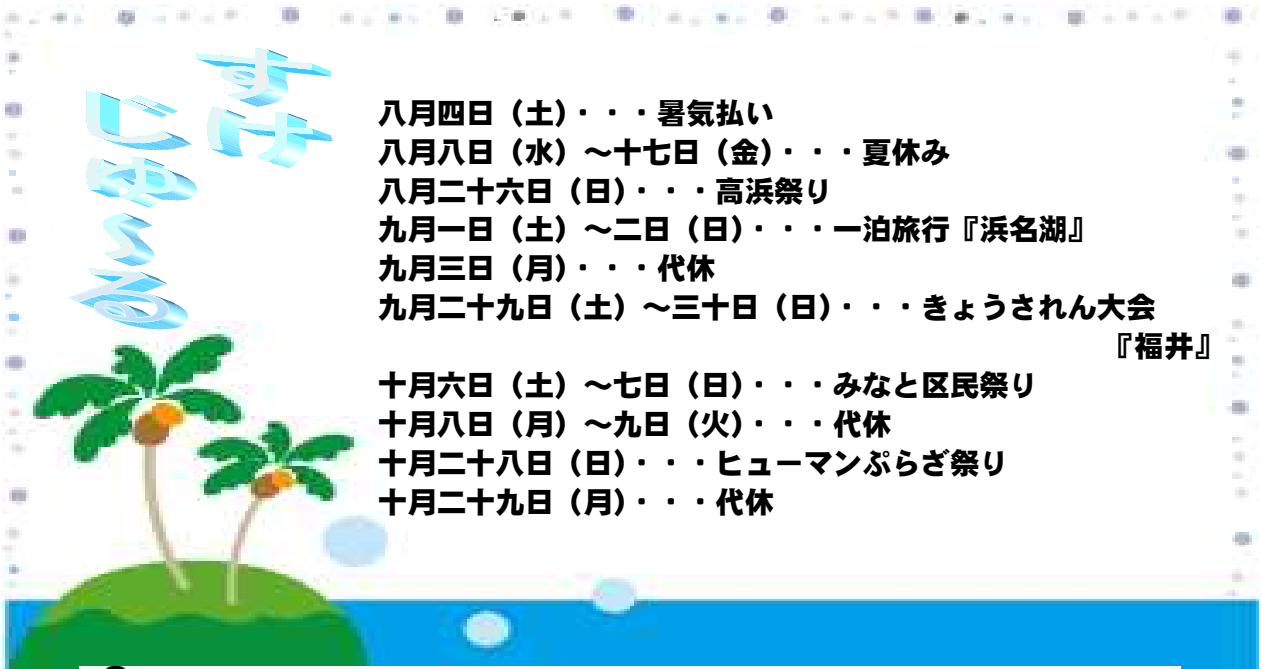 すけ
じゅ～る
八月四日（土）・・・暑気払い
八月八日（水）～十七日（金）・・・夏休み
八月二十六日（日）・・・高浜祭り
九月一日（土）～二日（日）・・・一泊旅行『浜名湖』
九月三日（月）・・・代休
九月二十九日（土）～三十日（日）・・・きょうされん大会
『福井』
十月六日（土）～七日（日）・・・みなと区民祭り
十月八日（月）～九日（火）・・・代休
十月二十八日（日）・・・ヒューマンぷらざ祭り
十月二十九日（月）・・・代休